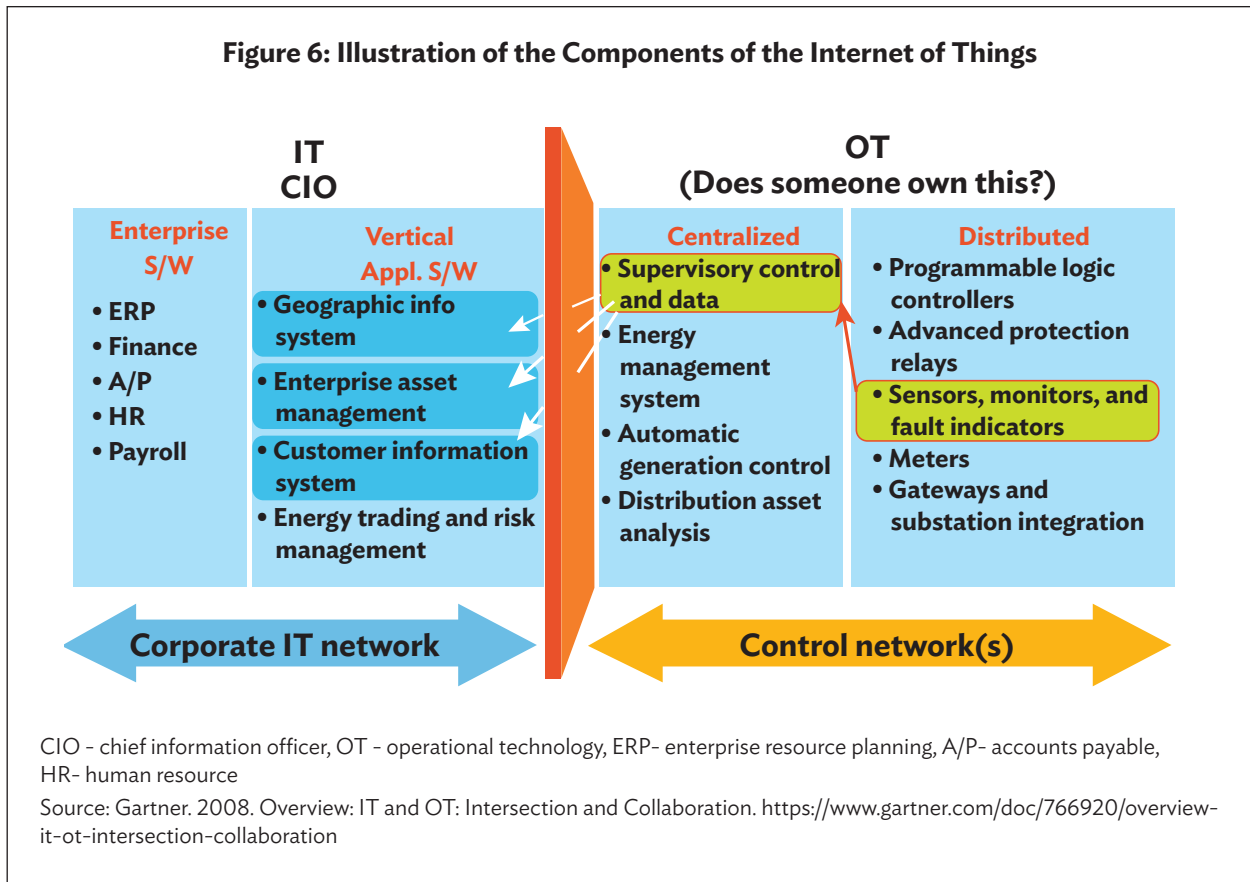 Figure 6: Illustration of the Components of the Internet of Things
IT
CIO
Enterprise
S/W
• ERP
• Finance
• A/P
• HR
• Payroll
Vertical
Appl. S/W
• Geographic info
system
• Enterprise asset
management
• Customer information
system
• Energy trading and risk
management
Corporate IT network
OT
(Does someone own this?)
Centralized
• Supervisory control
and data
• Energy
management
system
• Automatic
generation control
• Distribution asset
analysis
Distributed
• Programmable logic
controllers
• Advanced protection
relays
• Sensors, monitors, and
fault indicators
• Meters
• Gateways and
substation integration
Control network(s)
CIO - chief information officer, OT - operational technology, ERP- enterprise resource planning, A/P- accounts payable,
HR- human resource
Source: Gartner. 2008. Overview: IT and OT: Intersection and Collaboration. https://www.gartner.com/doc/766920/overview-
it-ot-intersection-collaboration